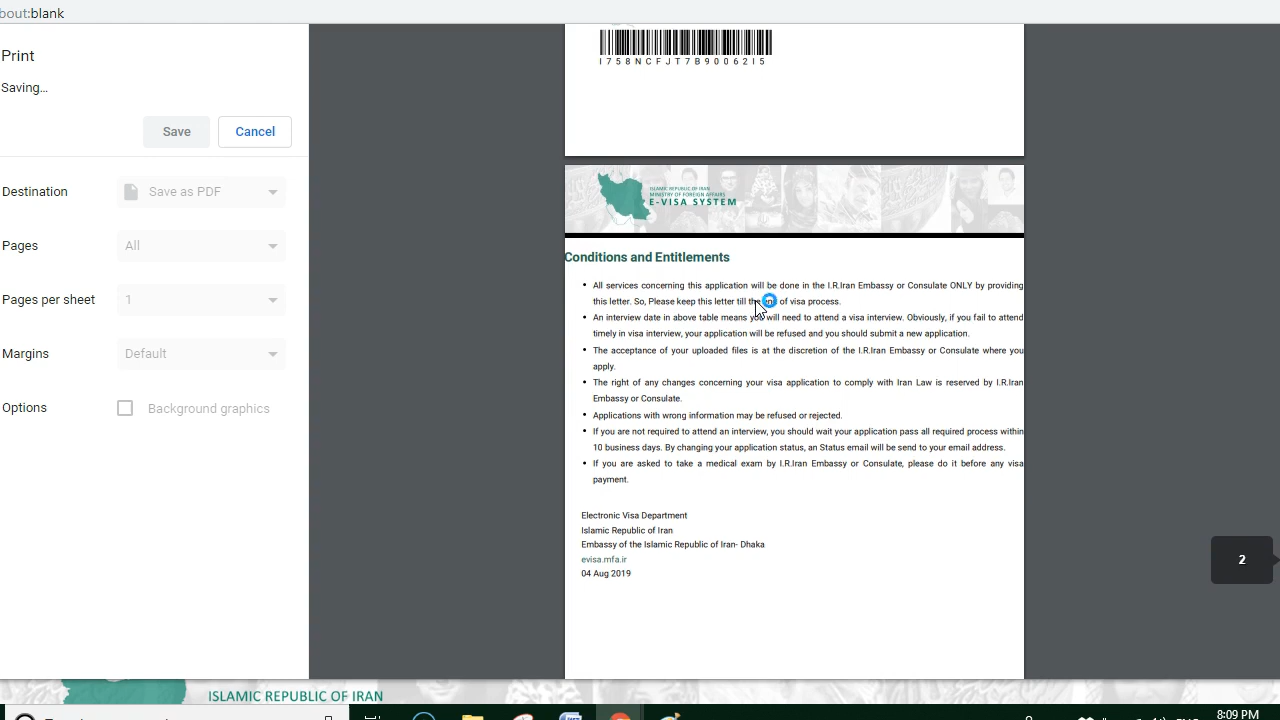 bout:blank
Print
Saving...
Save
Cancel
Destination
Save as PDF
Pages
All
Pages per sheet
1
Margins
Default
Options
Background graphics
I758NCFJT7B90062I5
ISLAMIC REPUBLIC OF IRAN
MINISTRY OF FOREIGN AFFAIRS
E-VISA SYSTEM
Conditions and Entitlements
• All services concerning this application will be done in the I.R.Iran Embassy or Consulate ONLY by providing
this letter. So, Please keep this letter till the end of visa process.
• An interview date in above table means you will need to attend a visa interview. Obviously, if you fail to attend
timely in visa interview, your application will be refused and you should submit a new application.
• The acceptance of your uploaded files is at the discretion of the I.R.Iran Embassy or Consulate where you
apply.
• The right of any changes concerning your visa application to comply with Iran Law is reserved by I.R.Iran
Embassy or Consulate.
• Applications with wrong information may be refused or rejected.
• If you are not required to attend an interview, you should wait your application pass all required process within
10 business days. By changing your application status, an Status email will be send to your email address.
• If you are asked to take a medical exam by I.R.Iran Embassy or Consulate, please do it before any visa
payment.
Electronic Visa Department
Islamic Republic of Iran
Embassy of the Islamic Republic of Iran- Dhaka
evisa.mfa.ir
04 Aug 2019
2
ISLAMIC REPUBLIC OF IRAN
8:09 PM